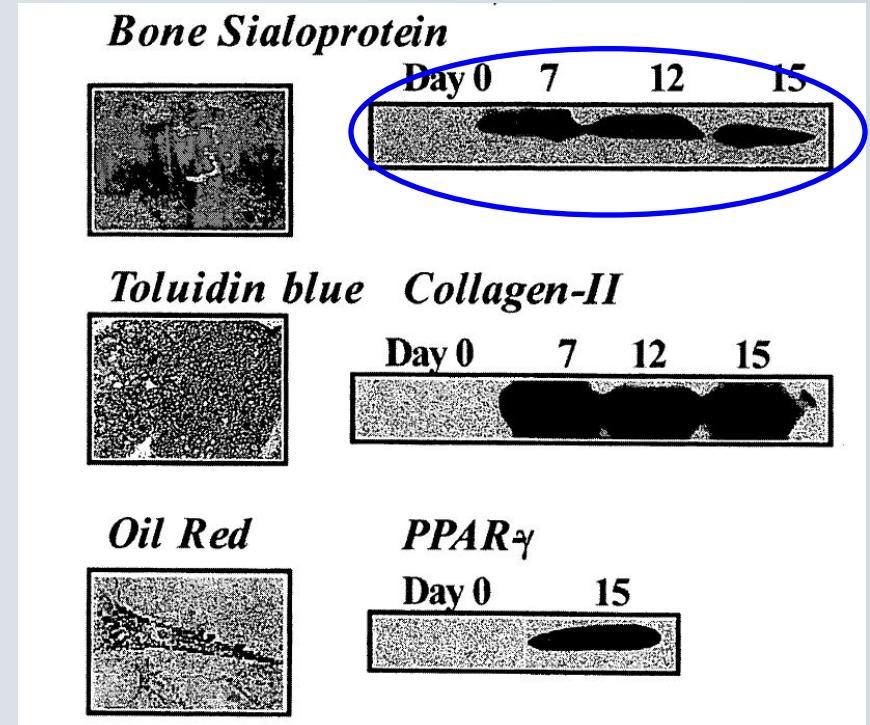 Bone Sialoprotein
Day 0 7 12 15
Toluidin blue Collagen-II
Day 0 7 12 15
Oil Red PPAR-γ
Day 0 15